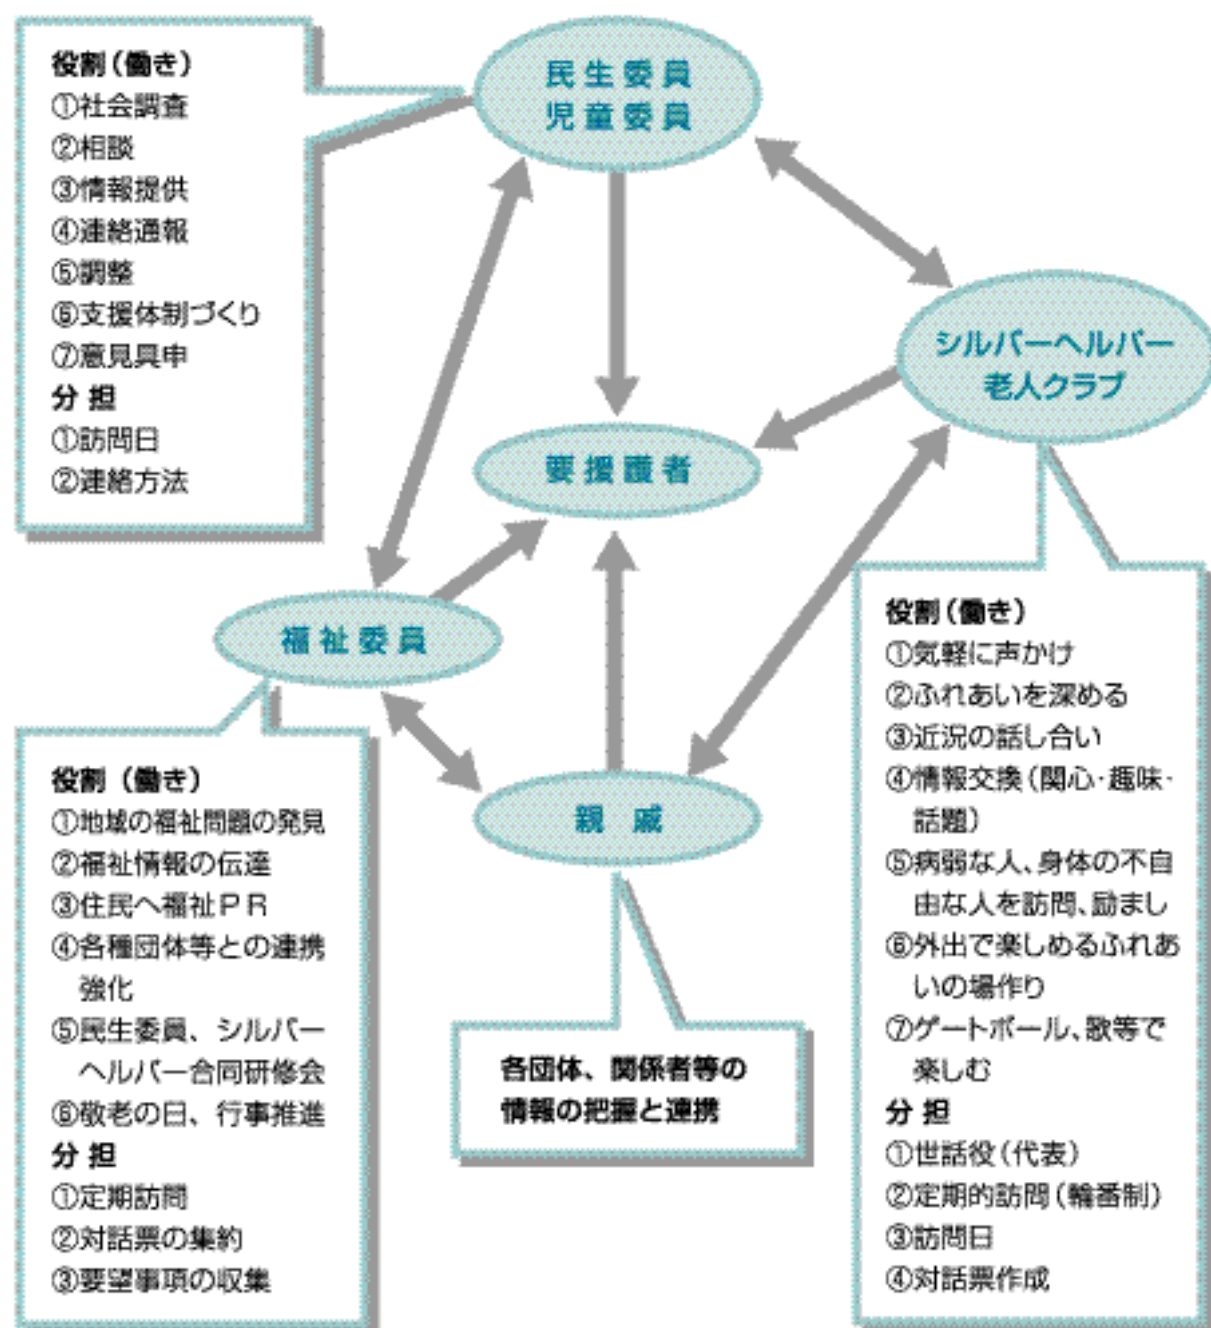 役割（働き）
①社会調査
②相談
③情報提供
④連絡通報
⑤調整
⑥支援体制づくり
⑦意見具申
分 担
①訪問日
②連絡方法
民生委員
児童委員
シルバーヘルパー
老人クラブ
要援護者
福祉委員
親 戚
役割（働き）
①地域の福祉問題の発見
②福祉情報の伝達
③住民へ福祉ＰＲ
④各種団体等との連携
強化
⑤民生委員、シルバー
ヘルパー合同研修会
⑥敬老の日、行事推進
分 担
①定期訪問
②対話票の集約
③要望事項の収集
各団体、関係者等の
情報の把握と連携
役割（働き）
①気軽に声かけ
②ふれあいを深める
③近況の話し合い
④情報交換（関心・趣味・
話題）
⑤病弱な人、身体の不自
由な人を訪問、励まし
⑥外出で楽しめるふれあ
いの場作り
⑦ゲートボール、歌等で
楽しむ
分 担
①世話役（代表）
②定期的訪問（輪番制）
③訪問日
④対話票作成